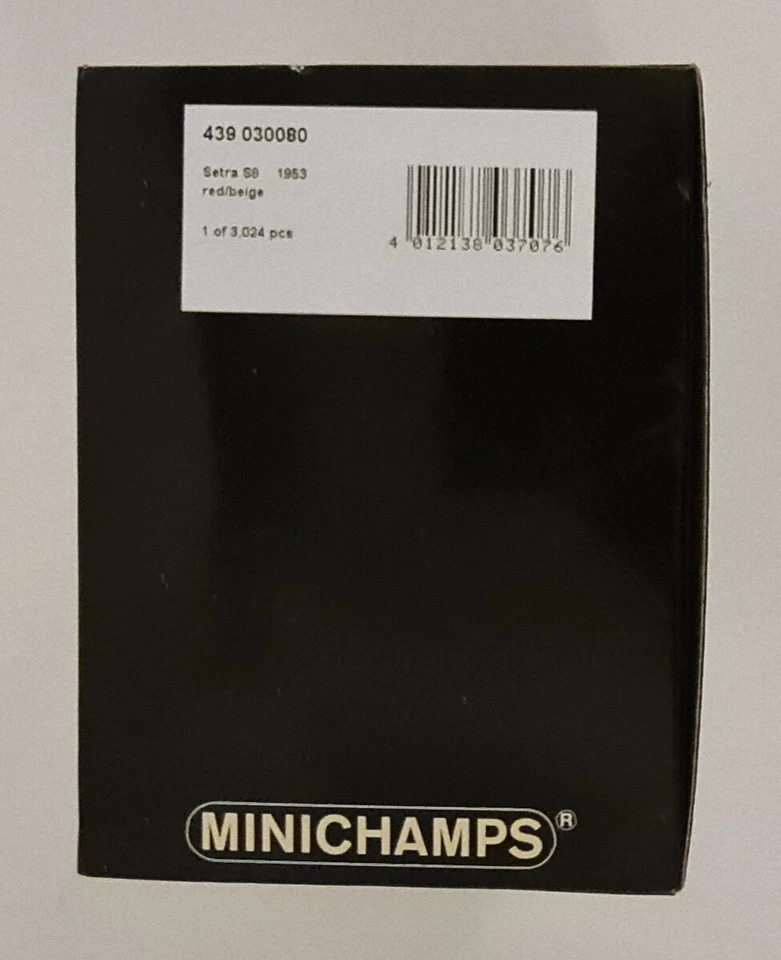 439 030080
Setra S8 1953
red/beige
1 of 3.024 pcs
4 012138 037076
MINICHAMPS®